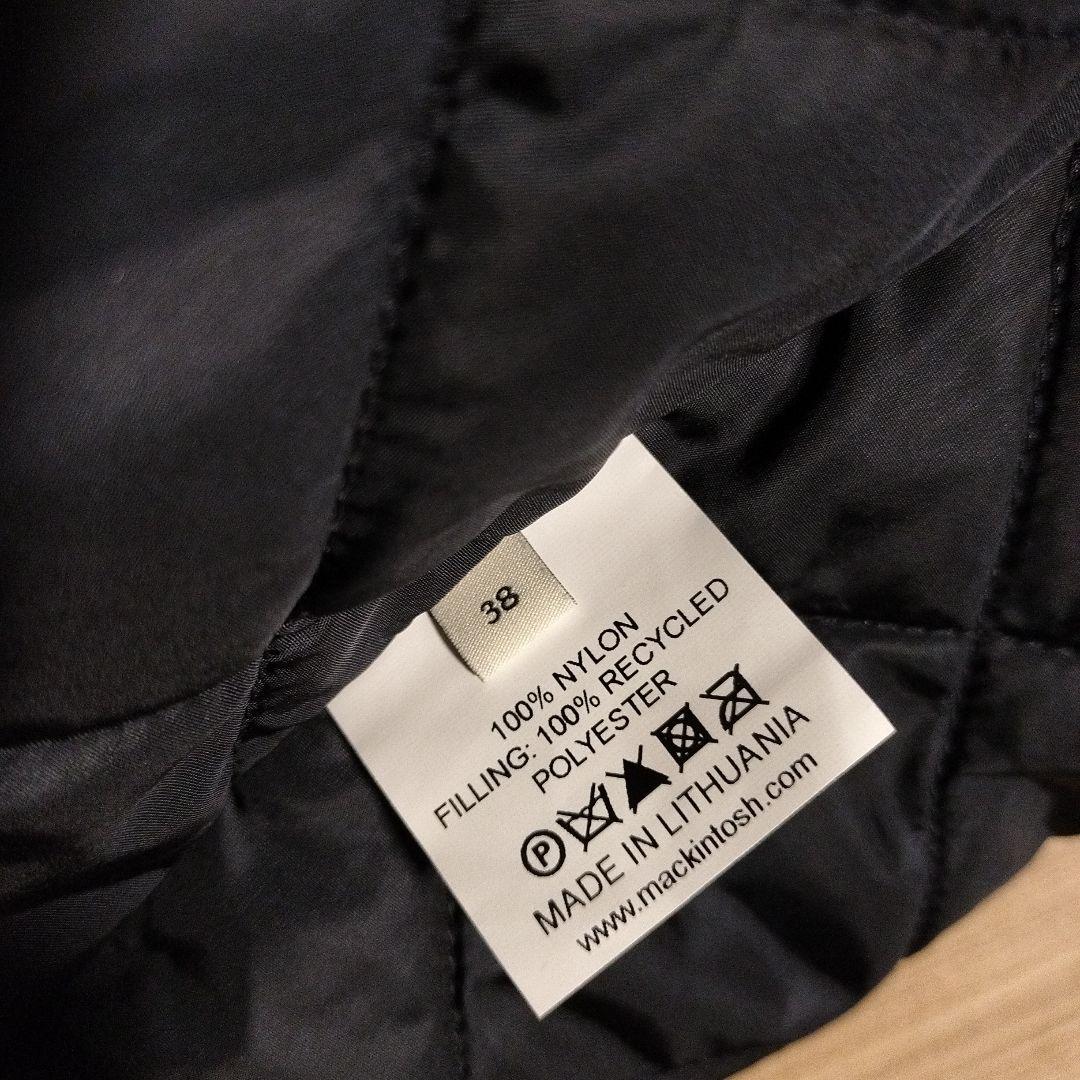 38
100% NYLON
FILLING: 100% RECYCLED
POLYESTER
P
MADE IN LITHUANIA
www.mackintosh.com